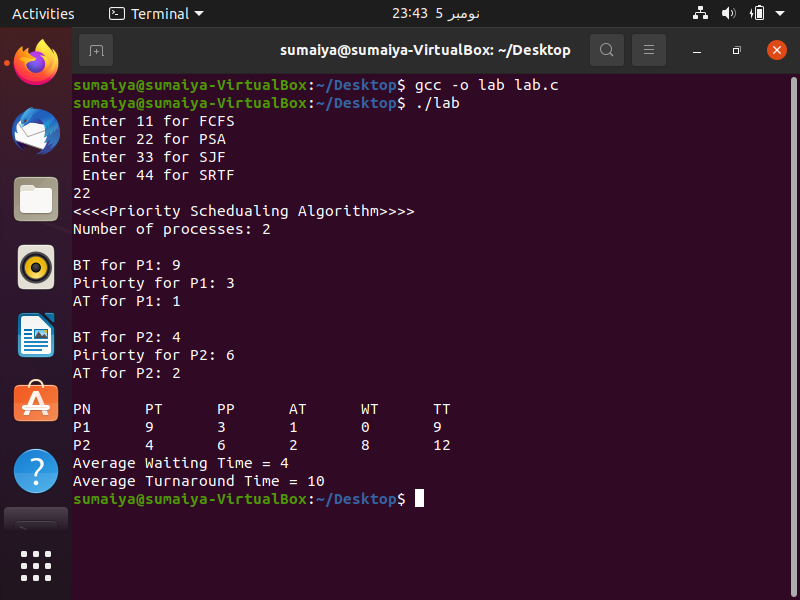 Activities Terminal 23:43 5 نومبر
sumaiya@sumaiya-VirtualBox: ~/Desktop
sumaiya@sumaiya-VirtualBox:~/Desktop$ gcc -o lab lab.c
sumaiya@sumaiya-VirtualBox:~/Desktop$ ./lab
Enter 11 for FCFS
Enter 22 for PSA
Enter 33 for SJF
Enter 44 for SRTF
22
<<<<Priority Schedualing Algorithm>>>>
Number of processes: 2
BT for P1: 9
Piriorty for P1: 3
AT for P1: 1
BT for P2: 4
Piriorty for P2: 6
AT for P2: 2
PN PT PP AT WT TT
P1 9 3 1 0 9
P2 4 6 2 8 12
Average Waiting Time = 4
Average Turnaround Time = 10
sumaiya@sumaiya-VirtualBox:~/Desktop$